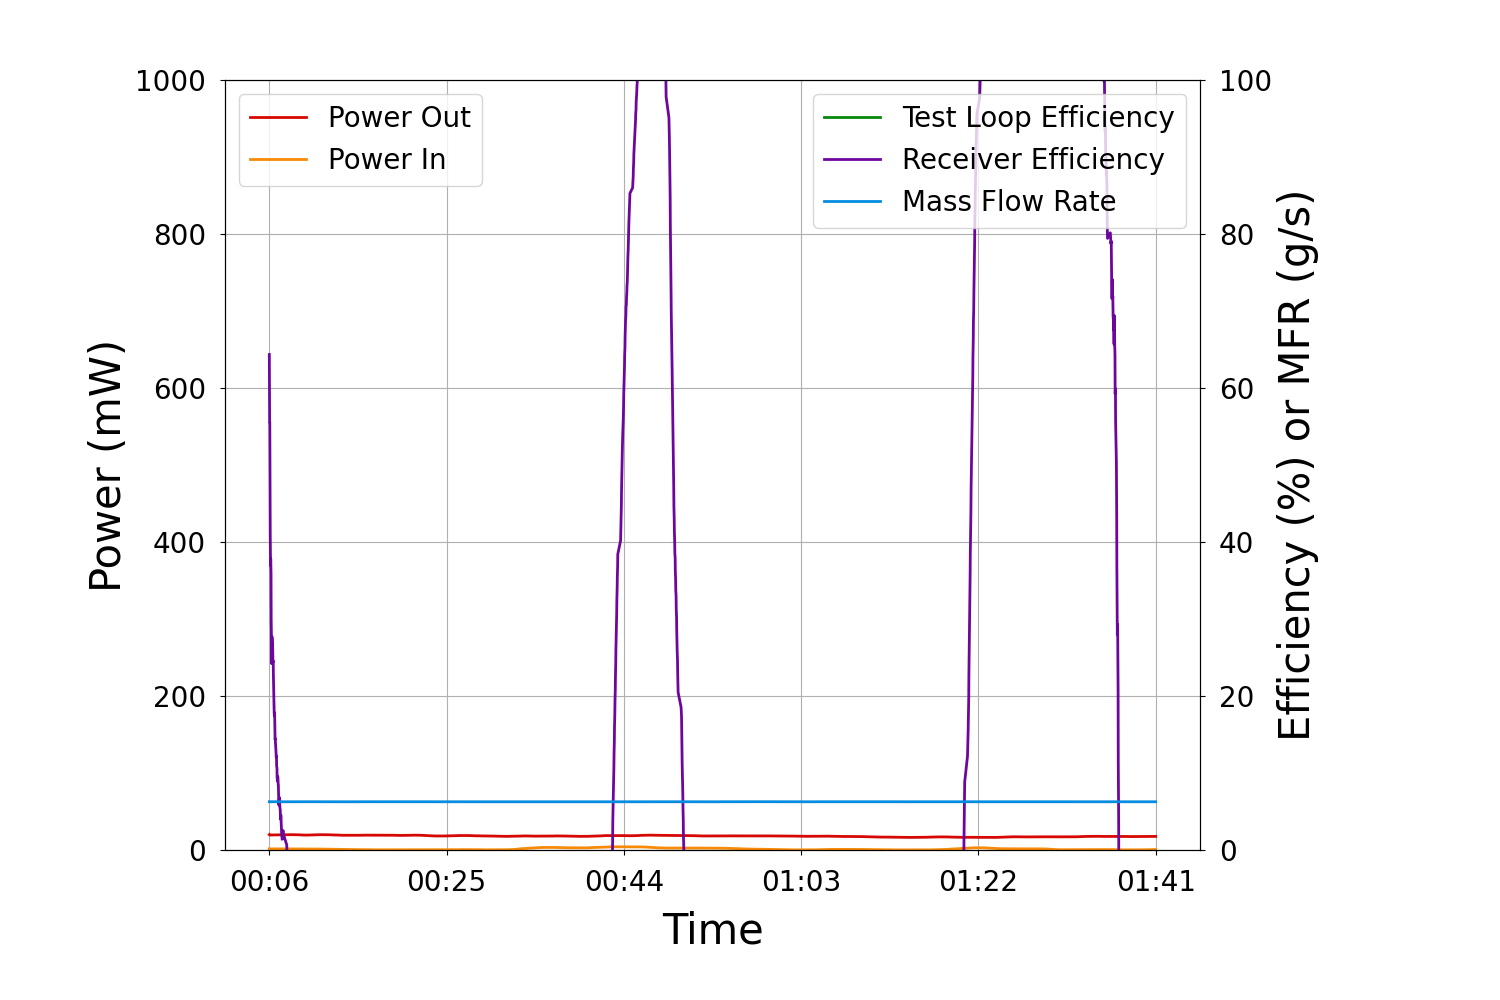 1000
800
600
400
200
0
Power (mW)
Power Out
Power In
Test Loop Efficiency
Receiver Efficiency
Mass Flow Rate
100
80
60
40
20
0
Efficiency (%) or MFR (g/s)
00:06 00:25 00:44 01:03 01:22 01:41
Time